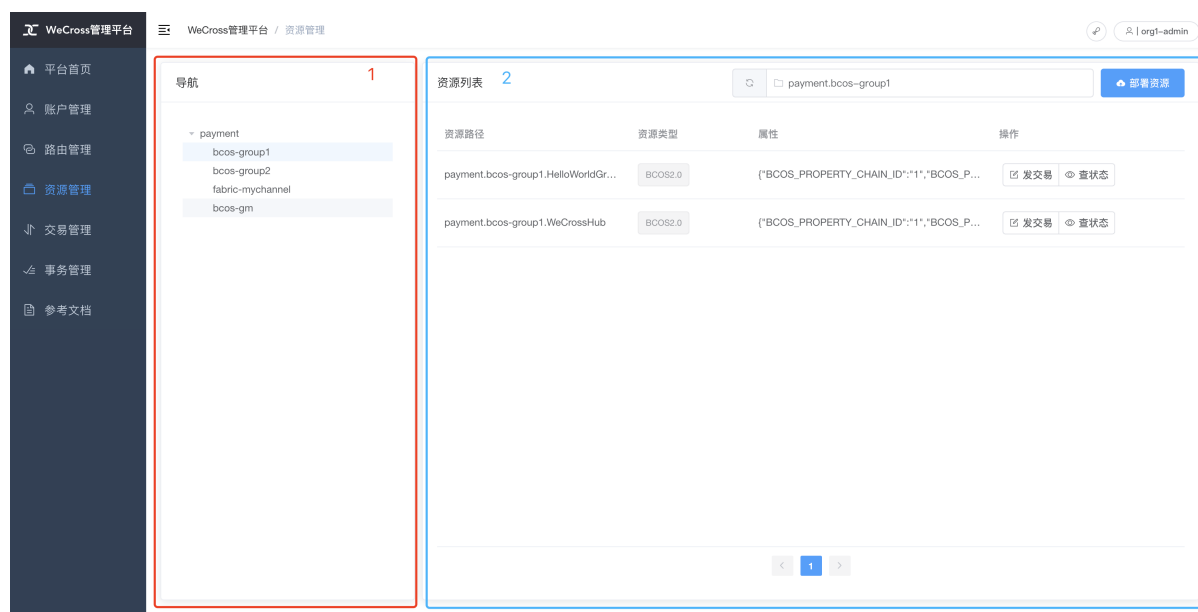 WeCross管理平台
WeCross管理平台 / 资源管理
org1-admin
平台首页
账户管理
路由管理
资源管理
交易管理
事务管理
参考文档
导航
1
payment
bcos-group1
bcos-group2
fabric-mychannel
bcos-gm
资源列表
2
payment.bcos-group1
部署资源
资源路径 资源类型 属性 操作
payment.bcos-group1.HelloWorldGr... BCOS2.0 {"BCOS_PROPERTY_CHAIN_ID":"1","BCOS_P... 发交易 查状态
payment.bcos-group1.WeCrossHub BCOS2.0 {"BCOS_PROPERTY_CHAIN_ID":"1","BCOS_P... 发交易 查状态
1